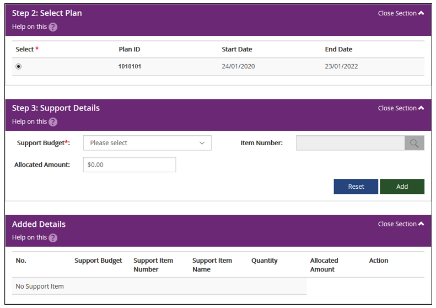 Step 2: Select Plan
Close Section
Help on this ?
Select *
Plan ID
Start Date
End Date
1010101
24/01/2020
23/01/2022
Step 3: Support Details
Close Section
Help on this ?
Support Budget*:
Please select
Item Number:
Allocated Amount:
$0.00
Reset
Add
Added Details
Close Section
Help on this ?
No.
Support Budget
Support Item Number
Support Item Name
Quantity
Allocated Amount
Action
No Support Item